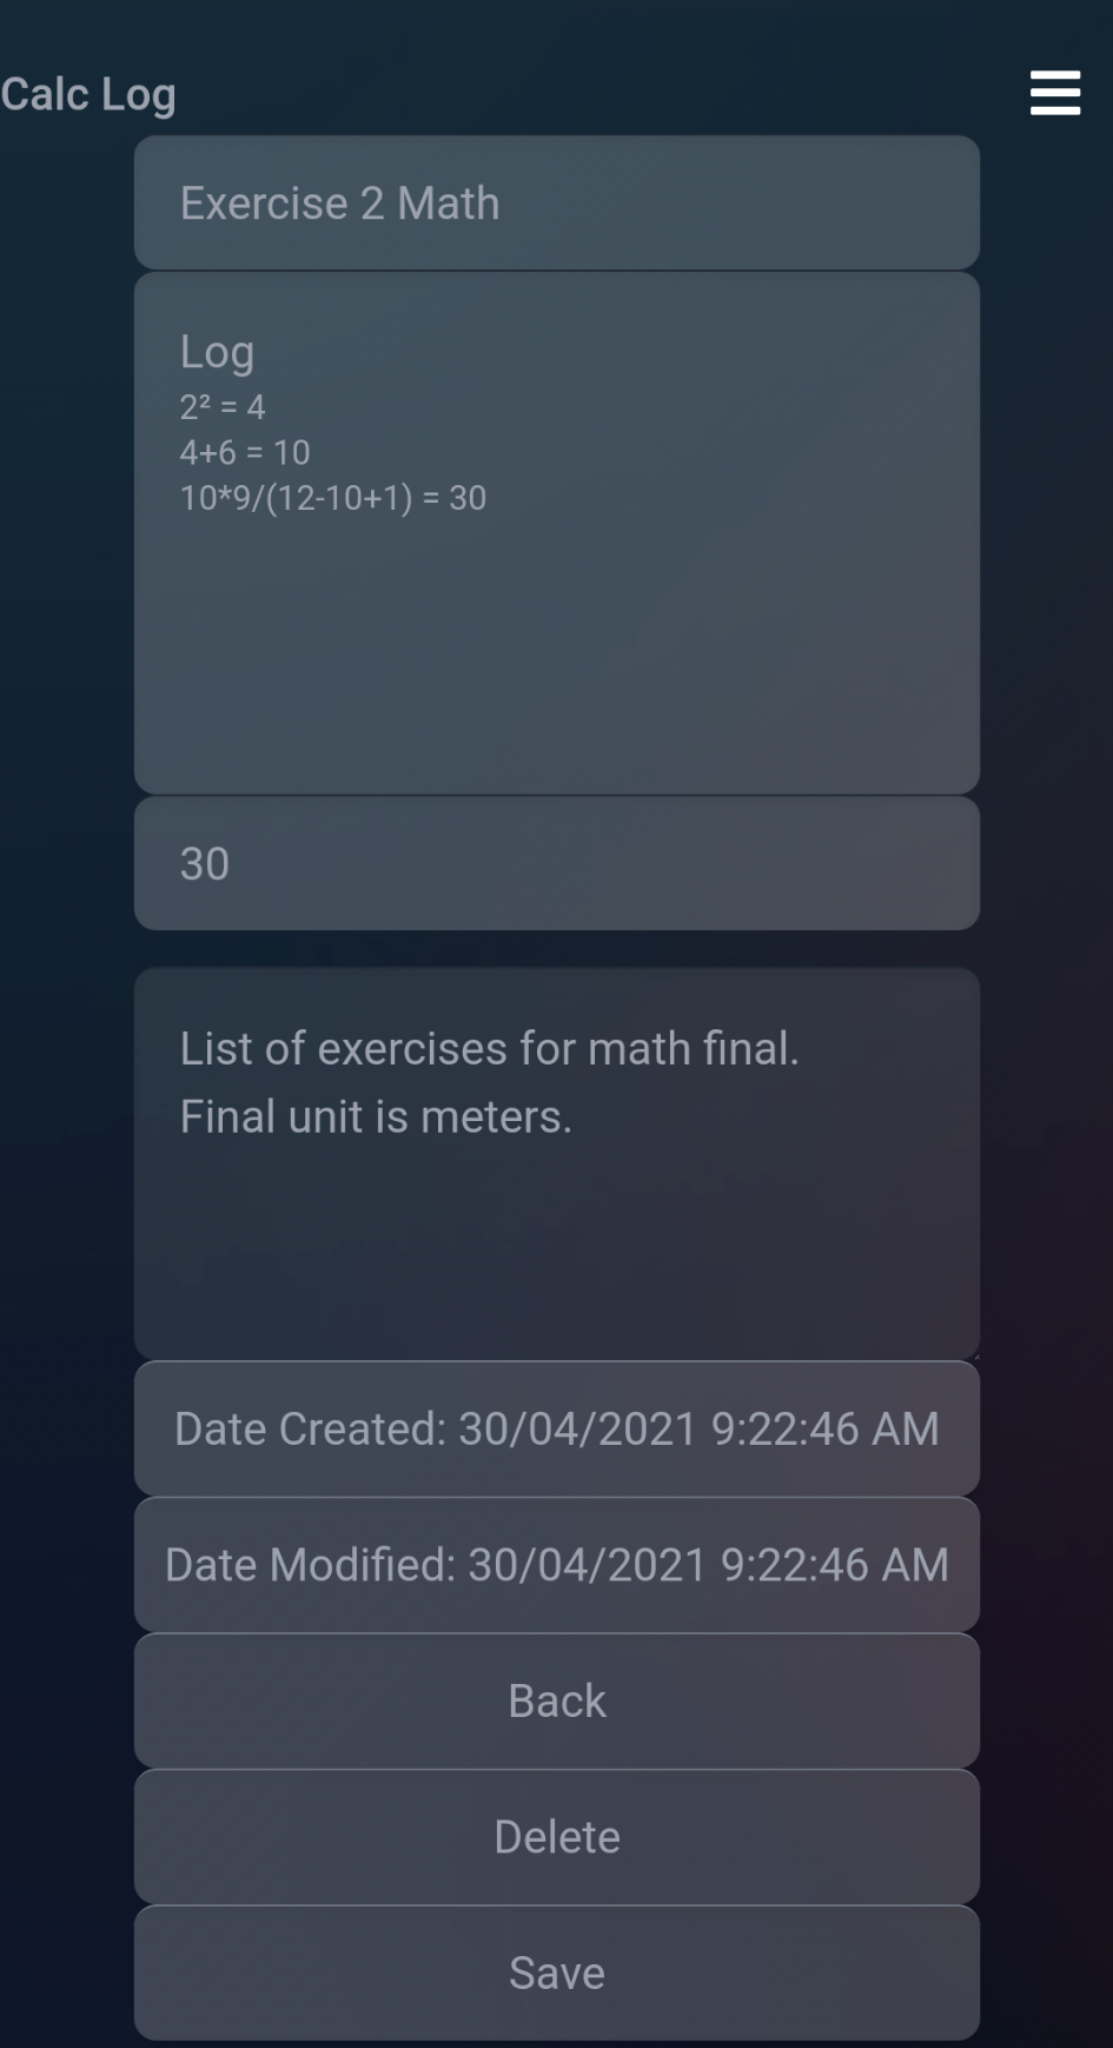 Calc Log
Exercise 2 Math
Log
2² = 4
4+6 = 10
10*9/(12-10+1) = 30
30
List of exercises for math final.
Final unit is meters.
Date Created: 30/04/2021 9:22:46 AM
Date Modified: 30/04/2021 9:22:46 AM
Back
Delete
Save